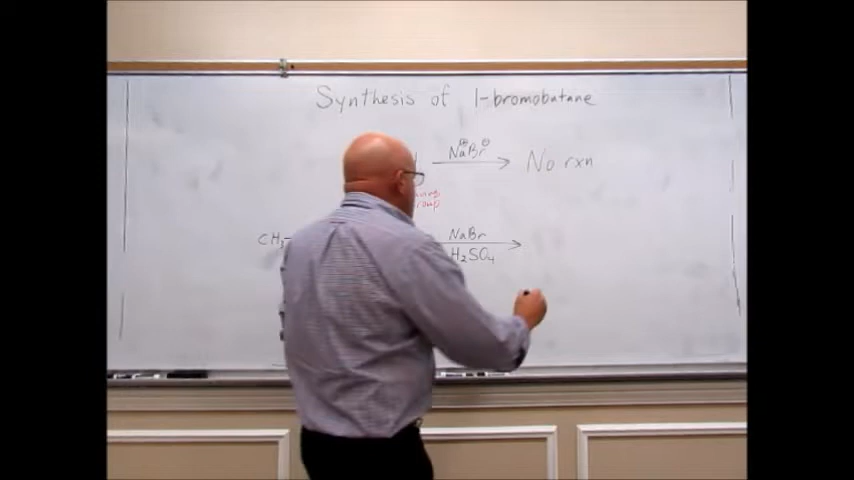 Synthesis of 1-bromobutane
NaBr
No rxn
NaBr
CH₃-
H₂SO₄